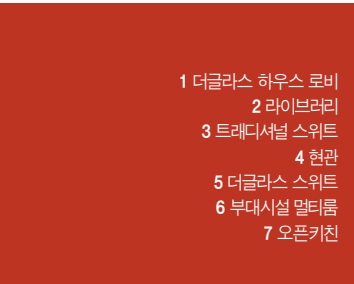 1 더글라스 하우스 로비
2 라이브러리
3 트래디셔널 스위트
4 현관
5 더글라스 스위트
6 부대시설 멀티룸
7 오픈키친